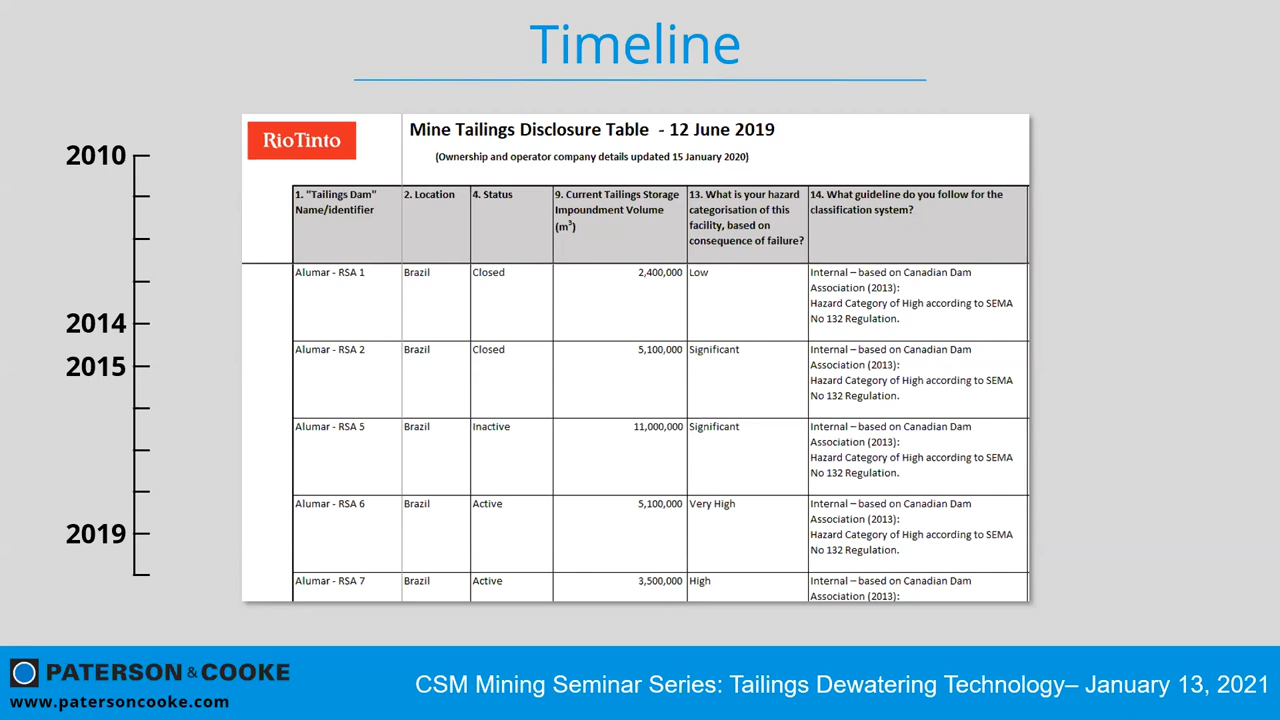 Timeline
2010
2014
2015
2019
RioTinto
Mine Tailings Disclosure Table - 12 June 2019
(Ownership and operator company details updated 15 January 2020)
1. "Tailings Dam" Name/identifier
2. Location
4. Status
9. Current Tailings Storage Impoundment Volume (m³)
13. What is your hazard categorisation of this facility, based on consequence of failure?
14. What guideline do you follow for the classification system?
Alumar - RSA 1
Brazil
Closed
2,400,000
Low
Internal – based on Canadian Dam
Association (2013):
Hazard Category of High according to SEMA
No 132 Regulation.
Alumar - RSA 2
Brazil
Closed
5,100,000
Significant
Internal – based on Canadian Dam
Association (2013):
Hazard Category of High according to SEMA
No 132 Regulation.
Alumar - RSA 5
Brazil
Inactive
11,000,000
Significant
Internal – based on Canadian Dam
Association (2013):
Hazard Category of High according to SEMA
No 132 Regulation.
Alumar - RSA 6
Brazil
Active
5,100,000
Very High
Internal – based on Canadian Dam
Association (2013):
Hazard Category of High according to SEMA
No 132 Regulation.
Alumar - RSA 7
Brazil
Active
3,500,000
High
Internal – based on Canadian Dam
Association (2013):
PATERSON & COOKE
www.patersoncooke.com
CSM Mining Seminar Series: Tailings Dewatering Technology– January 13, 2021